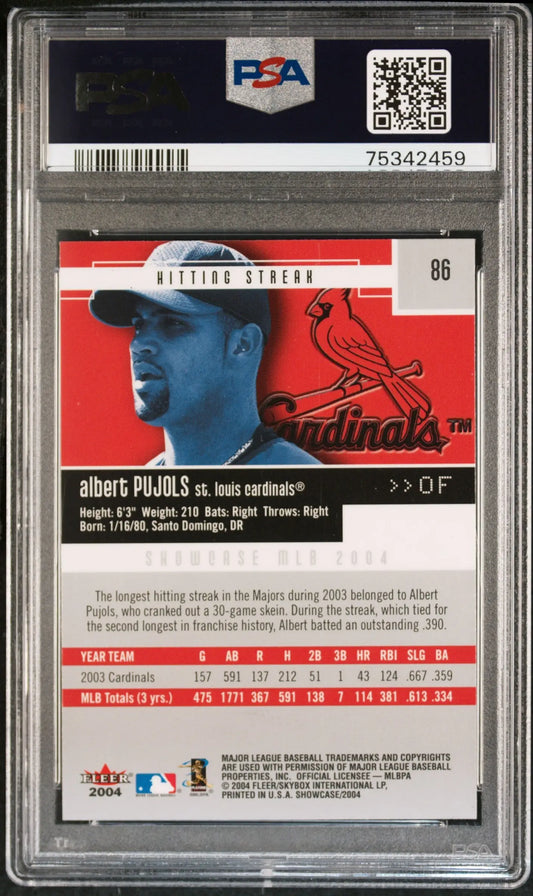 PSA
PSA
75342459
HITTING STREAK
86
Cardinals™
albert PUJOLS st. louis cardinals®
>> OF
Height: 6'3" Weight: 210 Bats: Right Throws: Right
Born: 1/16/80, Santo Domingo, DR
SHOWCASE MLB 2004
The longest hitting streak in the Majors during 2003 belonged to Albert
Pujols, who cranked out a 30-game skein. During the streak, which tied for
the second longest in franchise history, Albert batted an outstanding .390.
YEAR TEAM G AB R H 2B 3B HR RBI SLG BA
2003 Cardinals 157 591 137 212 51 1 43 124 .667 .359
MLB Totals (3 yrs.) 475 1771 367 591 138 7 114 381 .613 .334
FLEER
2004
MAJOR LEAGUE BASEBALL TRADEMARKS AND COPYRIGHTS
ARE USED WITH PERMISSION OF MAJOR LEAGUE BASEBALL
PROPERTIES, INC. OFFICIAL LICENSEE — MLBPA
© 2004 FLEER/SKYBOX INTERNATIONAL LP,
PRINTED IN U.S.A. SHOWCASE/2004
PSA